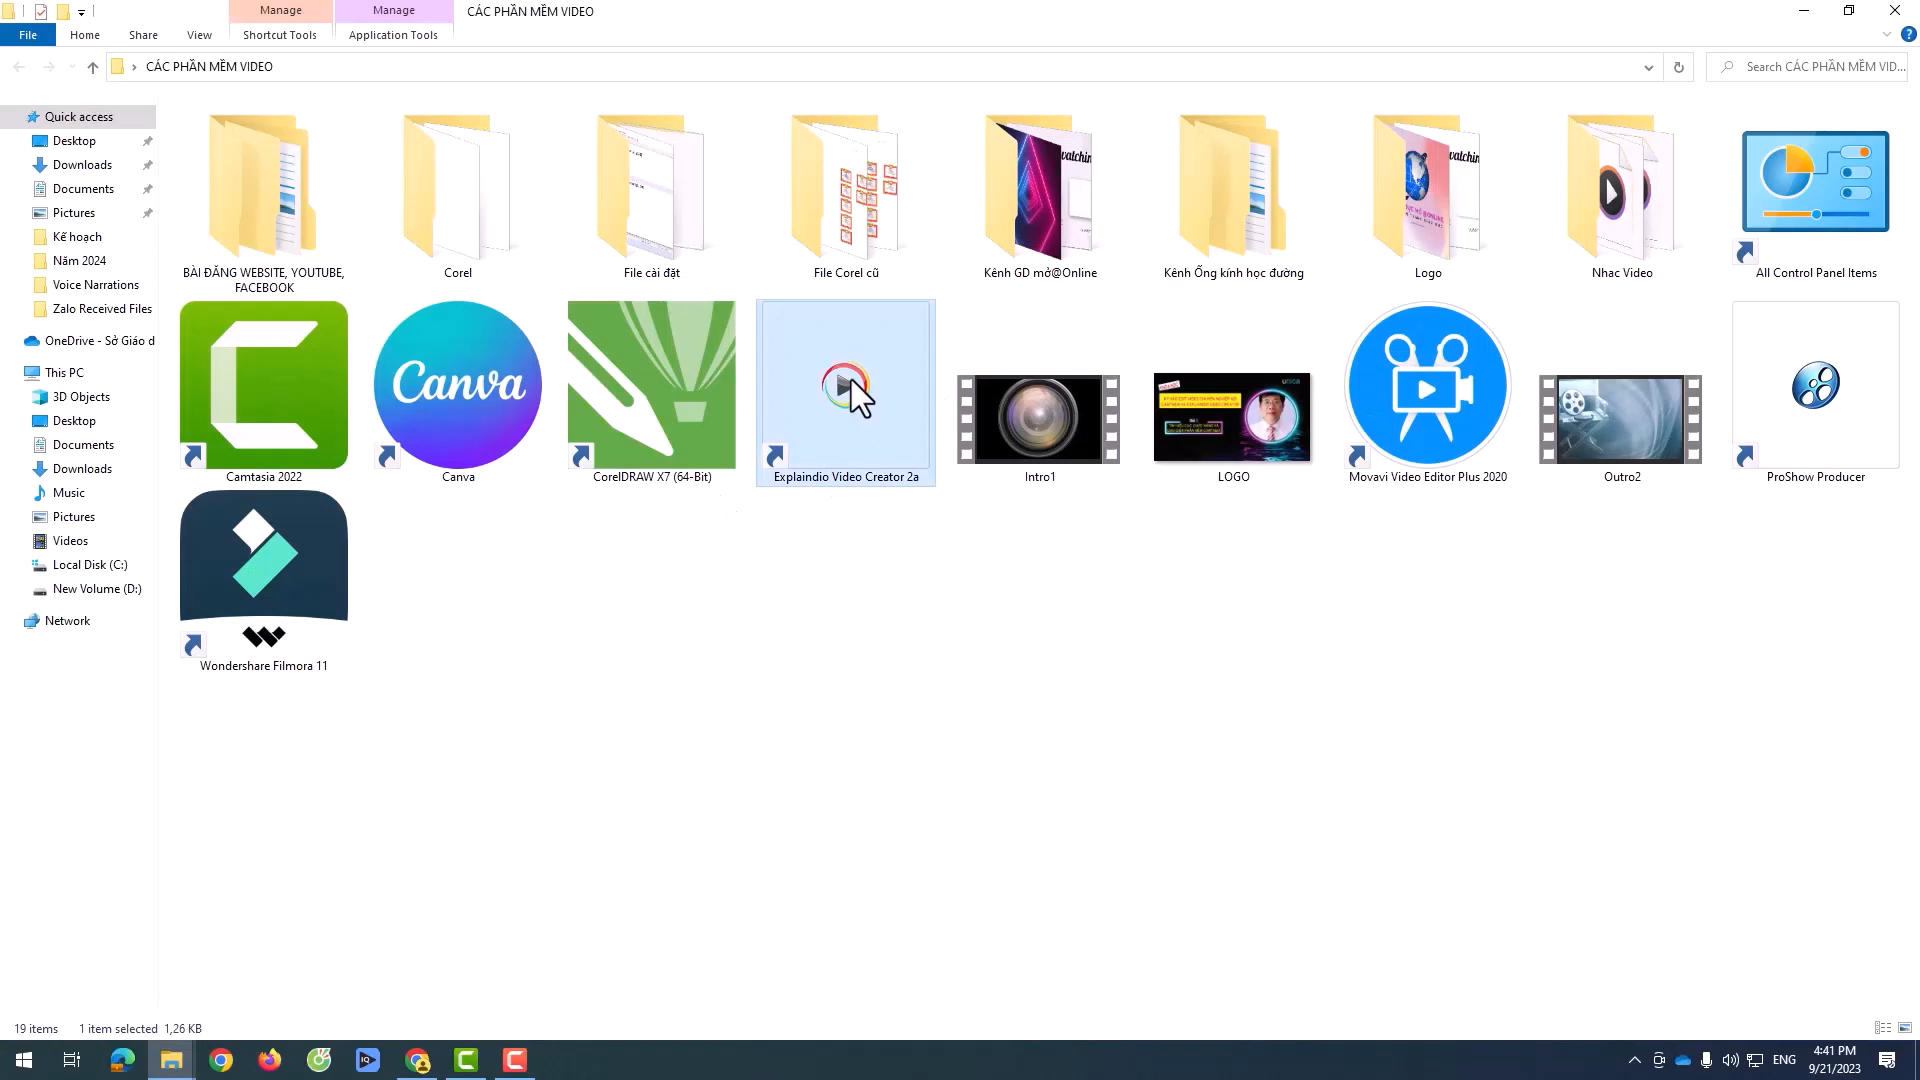 Manage
Manage
CÁC PHẦN MỀM VIDEO
File
Home
Share
View
Shortcut Tools
Application Tools
CÁC PHẦN MỀM VIDEO
Search CÁC PHẦN MỀM VID...
Quick access
Desktop
Downloads
Documents
Pictures
Kế hoạch
Năm 2024
Voice Narrations
Zalo Received Files
OneDrive - Sở Giáo d
This PC
3D Objects
Desktop
Documents
Downloads
Music
Pictures
Videos
Local Disk (C:)
New Volume (D:)
Network
BÀI ĐĂNG WEBSITE, YOUTUBE,
FACEBOOK
Corel
File cài đặt
File Corel cũ
Kênh GD mở@Online
Kênh Ống kính học đường
Logo
Nhac Video
All Control Panel Items
Canva
Camtasia 2022
Canva
CorelDRAW X7 (64-Bit)
Explaindio Video Creator 2a
Intro1
unica
LOGO
Movavi Video Editor Plus 2020
Outro2
ProShow Producer
Wondershare Filmora 11
19 items
1 item selected 1,26 KB
ENG
4:41 PM
9/21/2023